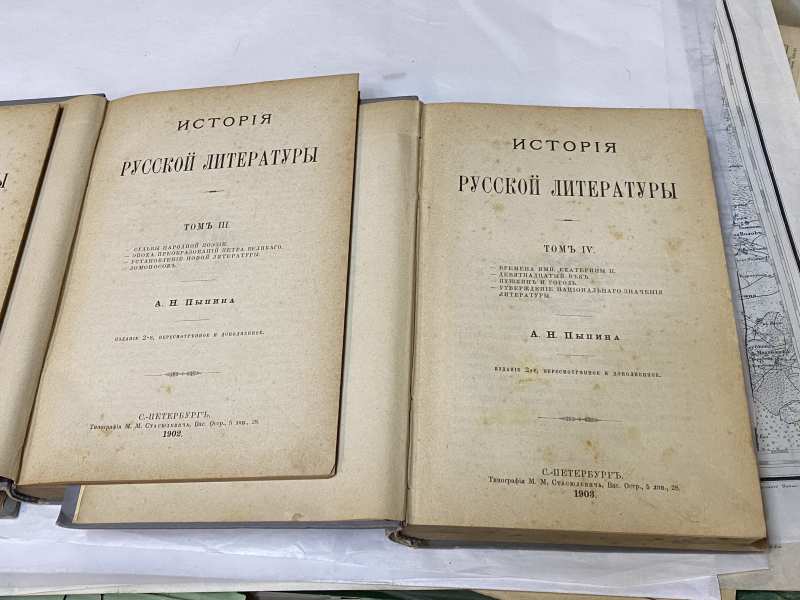 Ы
ИСТОРІЯ
РУССКОЙ ЛИТЕРАТУРЫ
ТОМЪ III.
— СУДЬБЫ НАРОДНОЙ ПОЭЗІИ.
— ЭПОХА ПРЕОБРАЗОВАНІЙ ПЕТРА ВЕЛИКАГО.
— УСТАНОВЛЕНІЕ НОВОЙ ЛИТЕРАТУРЫ.
— ЛОМОНОСОВЪ.
А. Н. Пыпина
ИЗДАНІЕ 2-Е, ПЕРЕСМОТРѢННОЕ И ДОПОЛНЕННОЕ.
С.-ПЕТЕРБУРГЪ.
Типографія М. М. Стасюлевича, Вас. Остр., 5 лин., 28.
1902.
ИСТОРІЯ
РУССКОЙ ЛИТЕРАТУРЫ
ТОМЪ IV.
— ВРЕМЕНА ИМП. ЕКАТЕРИНЫ II.
— ДЕВЯТНАДЦАТЫЙ ВѢКЪ.
— ПУШКИНЪ И ГОГОЛЬ.
— УТВЕРЖДЕНІЕ НАЦІОНАЛЬНАГО ЗНАЧЕНІЯ
ЛИТЕРАТУРЫ.
А. Н. Пыпина
ИЗДАНІЕ 2-Е, ПЕРЕСМОТРѢННОЕ И ДОПОЛНЕННОЕ.
С.-ПЕТЕРБУРГЪ.
Типографія М. М. Стасюлевича, Вас. Остр., 5 лин., 28.
1903.